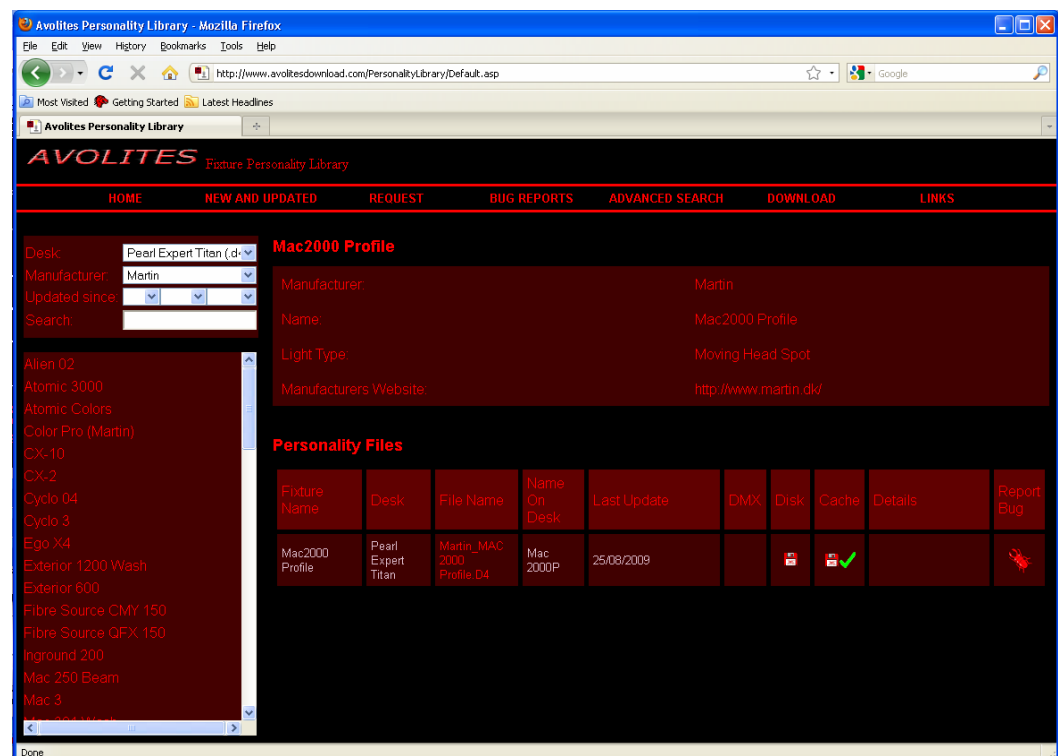 Avolites Personality Library - Mozilla Firefox
File Edit View History Bookmarks Tools Help
http://www.avolitesdownload.com/PersonalityLibrary/Default.asp
Google
Most Visited Getting Started Latest Headlines
Avolites Personality Library
AVOLITES Fixture Personality Library
HOME NEW AND UPDATED REQUEST BUG REPORTS ADVANCED SEARCH DOWNLOAD LINKS
Desk: Pearl Expert Titan (.d4
Manufacturer: Martin
Updated since:
Search:
Alien 02
Atomic 3000
Atomic Colors
Color Pro (Martin)
CX-10
CX-2
Cyclo 04
Cyclo 3
Ego X4
Exterior 1200 Wash
Exterior 600
Fibre Source CMY 150
Fibre Source QFX 150
Inground 200
Mac 250 Beam
Mac 3
Mac2000 Profile
Manufacturer: Martin
Name: Mac2000 Profile
Light Type: Moving Head Spot
Manufacturers Website: http://www.martin.dk/
Personality Files
Fixture Name Desk File Name Name On Desk Last Update DMX Disk Cache Details Report Bug
Mac2000 Profile Pearl Expert Titan Martin_MAC 2000 Profile.D4 Mac 2000P 25/08/2009
Done